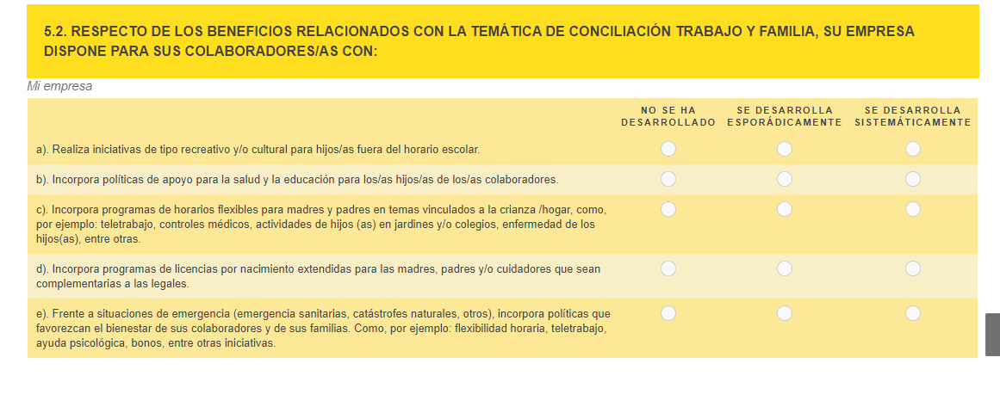 5.2. RESPECTO DE LOS BENEFICIOS RELACIONADOS CON LA TEMÁTICA DE CONCILIACIÓN TRABAJO Y FAMILIA, SU EMPRESA
DISPONE PARA SUS COLABORADORES/AS CON:
Mi empresa
NO SE HA DESARROLLADO
SE DESARROLLA ESPORÁDICAMENTE
SE DESARROLLA SISTEMÁTICAMENTE
a). Realiza iniciativas de tipo recreativo y/o cultural para hijos/as fuera del horario escolar.
b). Incorpora políticas de apoyo para la salud y la educación para los/as hijos/as de los/as colaboradores.
c). Incorpora programas de horarios flexibles para madres y padres en temas vinculados a la crianza /hogar, como,
por ejemplo: teletrabajo, controles médicos, actividades de hijos (as) en jardines y/o colegios, enfermedad de los
hijos(as), entre otras.
d). Incorpora programas de licencias por nacimiento extendidas para las madres, padres y/o cuidadores que sean
complementarias a las legales.
e). Frente a situaciones de emergencia (emergencia sanitarias, catástrofes naturales, otros), incorpora políticas que
favorezcan el bienestar de sus colaboradores y de sus familias. Como, por ejemplo: flexibilidad horaria, teletrabajo,
ayuda psicológica, bonos, entre otras iniciativas.